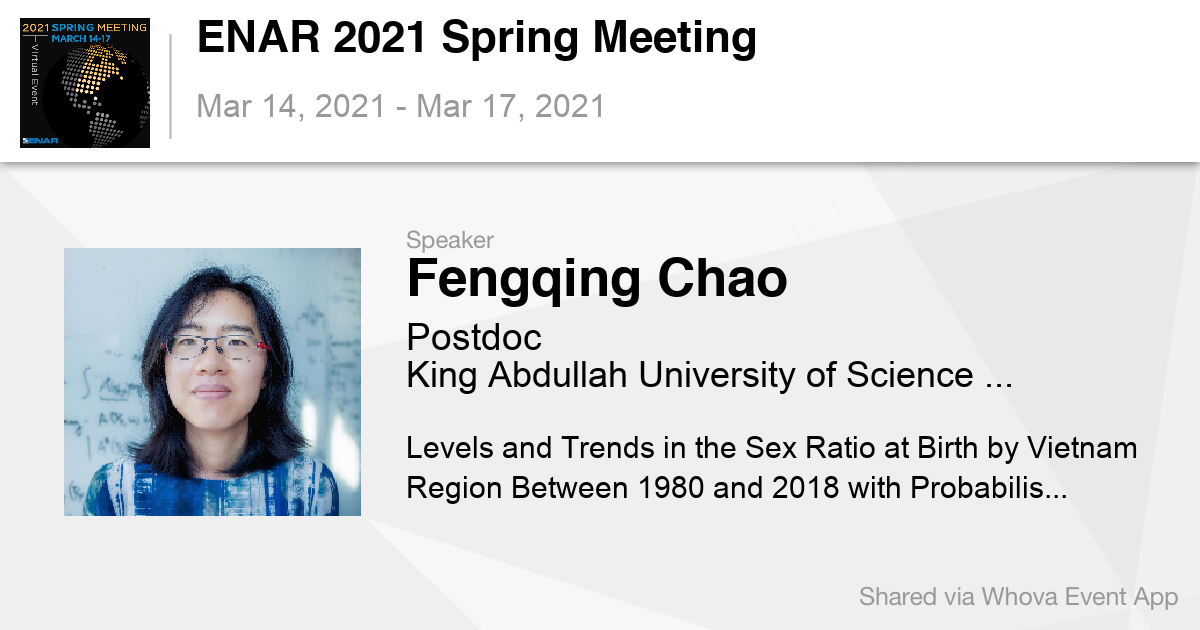 2021 SPRING MEETING
MARCH 14-17
Virtual Event
ENAR
ENAR 2021 Spring Meeting
Mar 14, 2021 - Mar 17, 2021
Speaker
Fengqing Chao
Postdoc
King Abdullah University of Science ...
Levels and Trends in the Sex Ratio at Birth by Vietnam
Region Between 1980 and 2018 with Probabilis...
Shared via Whova Event App